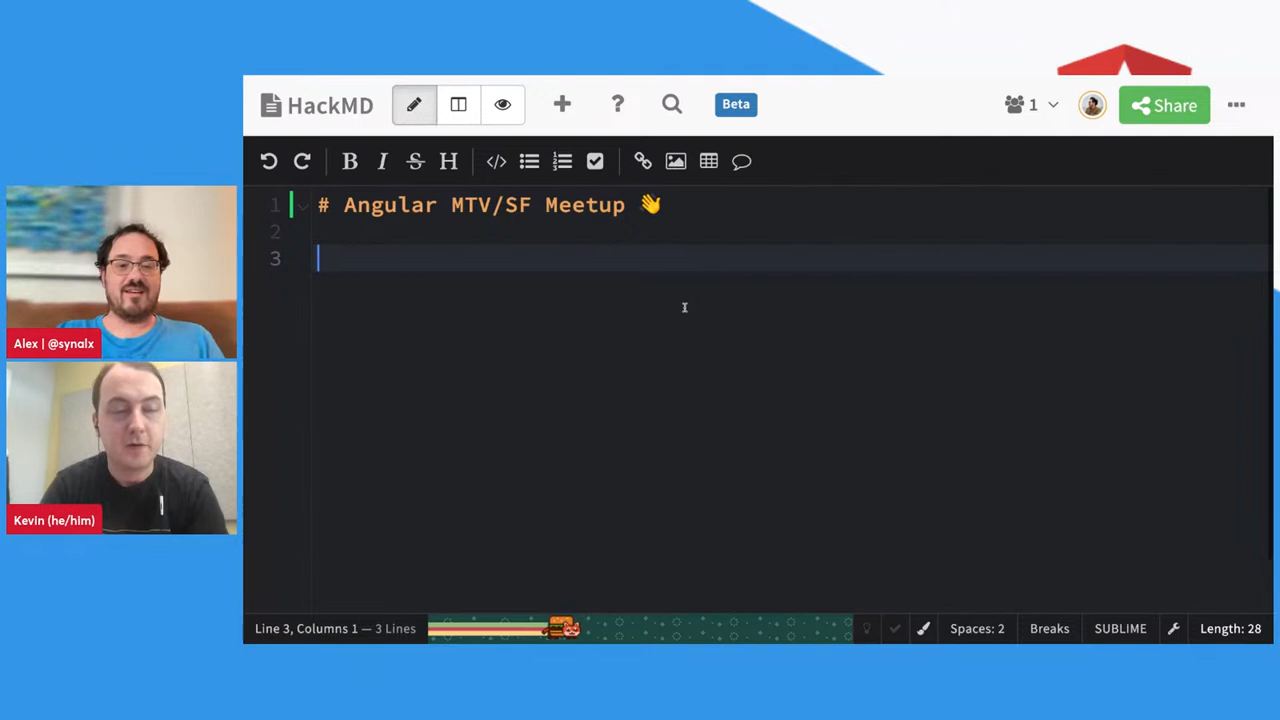 HackMD
Beta
1
Share
1
# Angular MTV/SF Meetup 👋
2
3
Alex | @synalx
Kevin (he/him)
Line 3, Columns 1 — 3 Lines
Spaces: 2
Breaks
SUBLIME
Length: 28